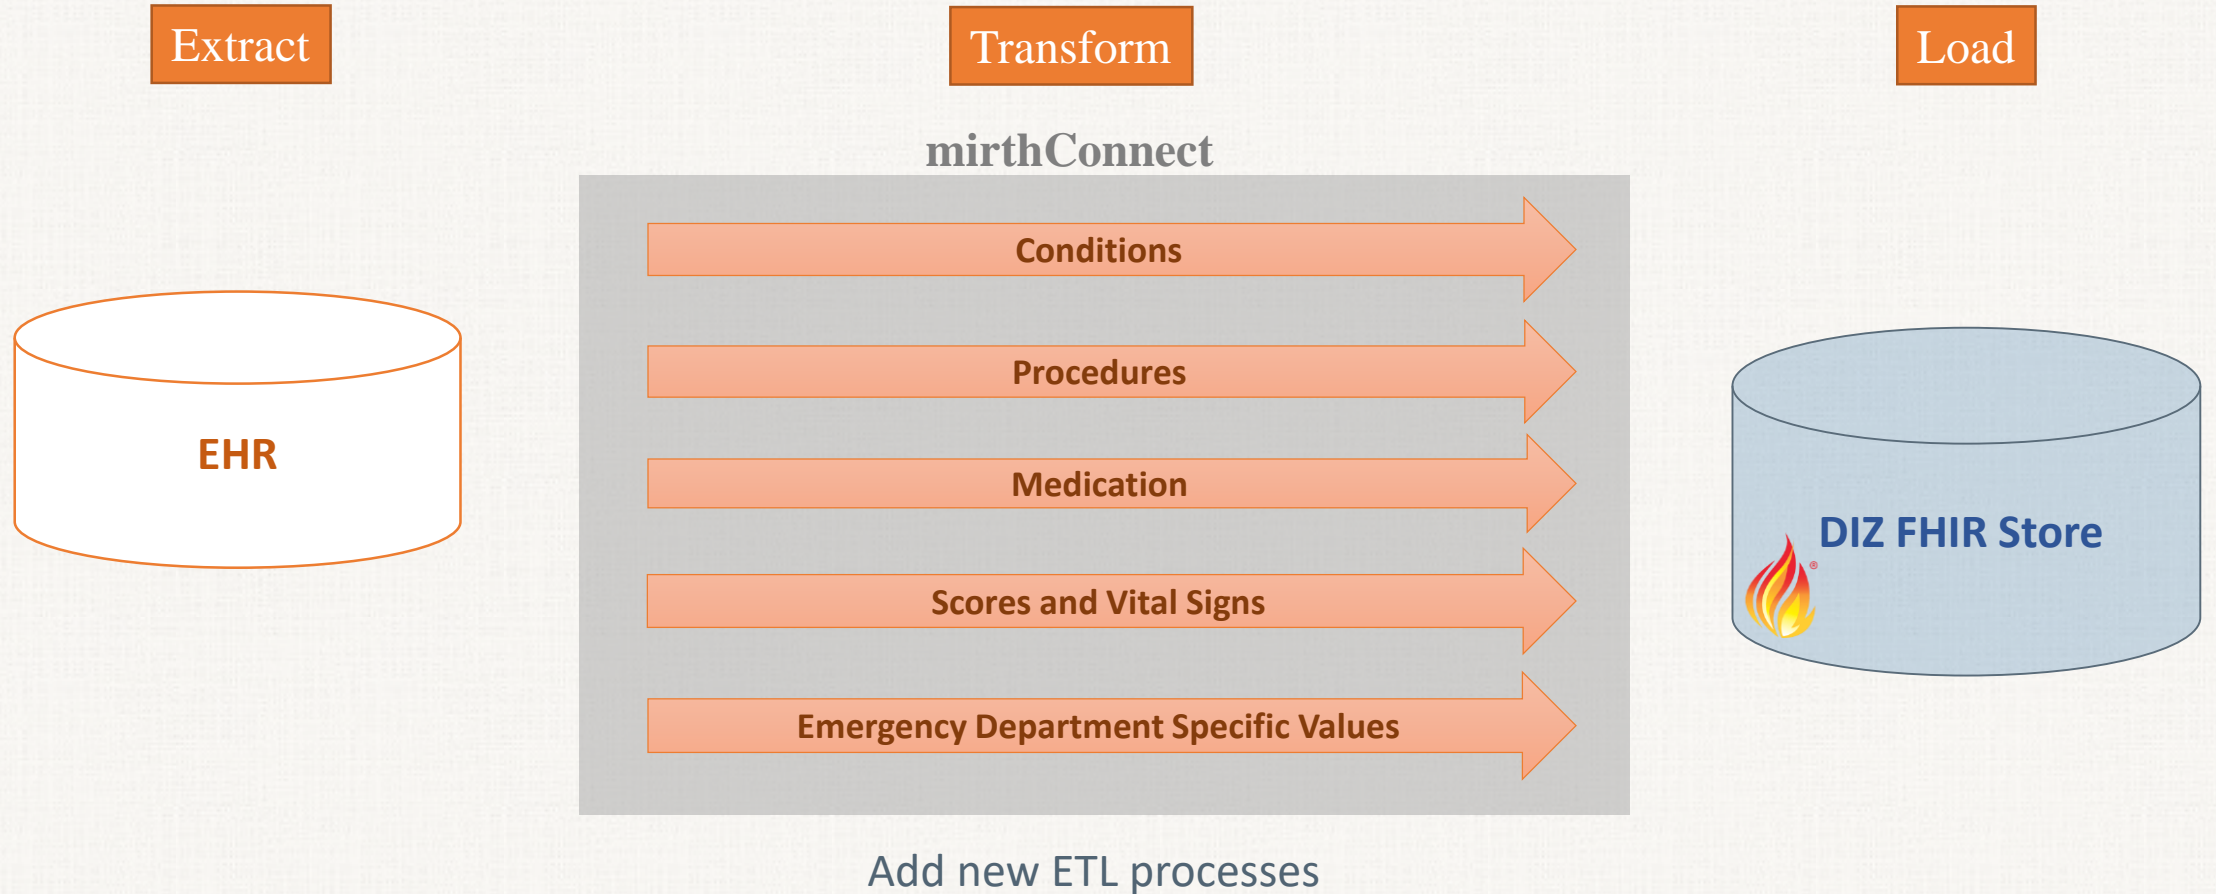 Extract
Transform
Load
mirthConnect
Conditions
Procedures
Medication
Scores and Vital Signs
Emergency Department Specific Values
EHR
DIZ FHIR Store
®
Add new ETL processes